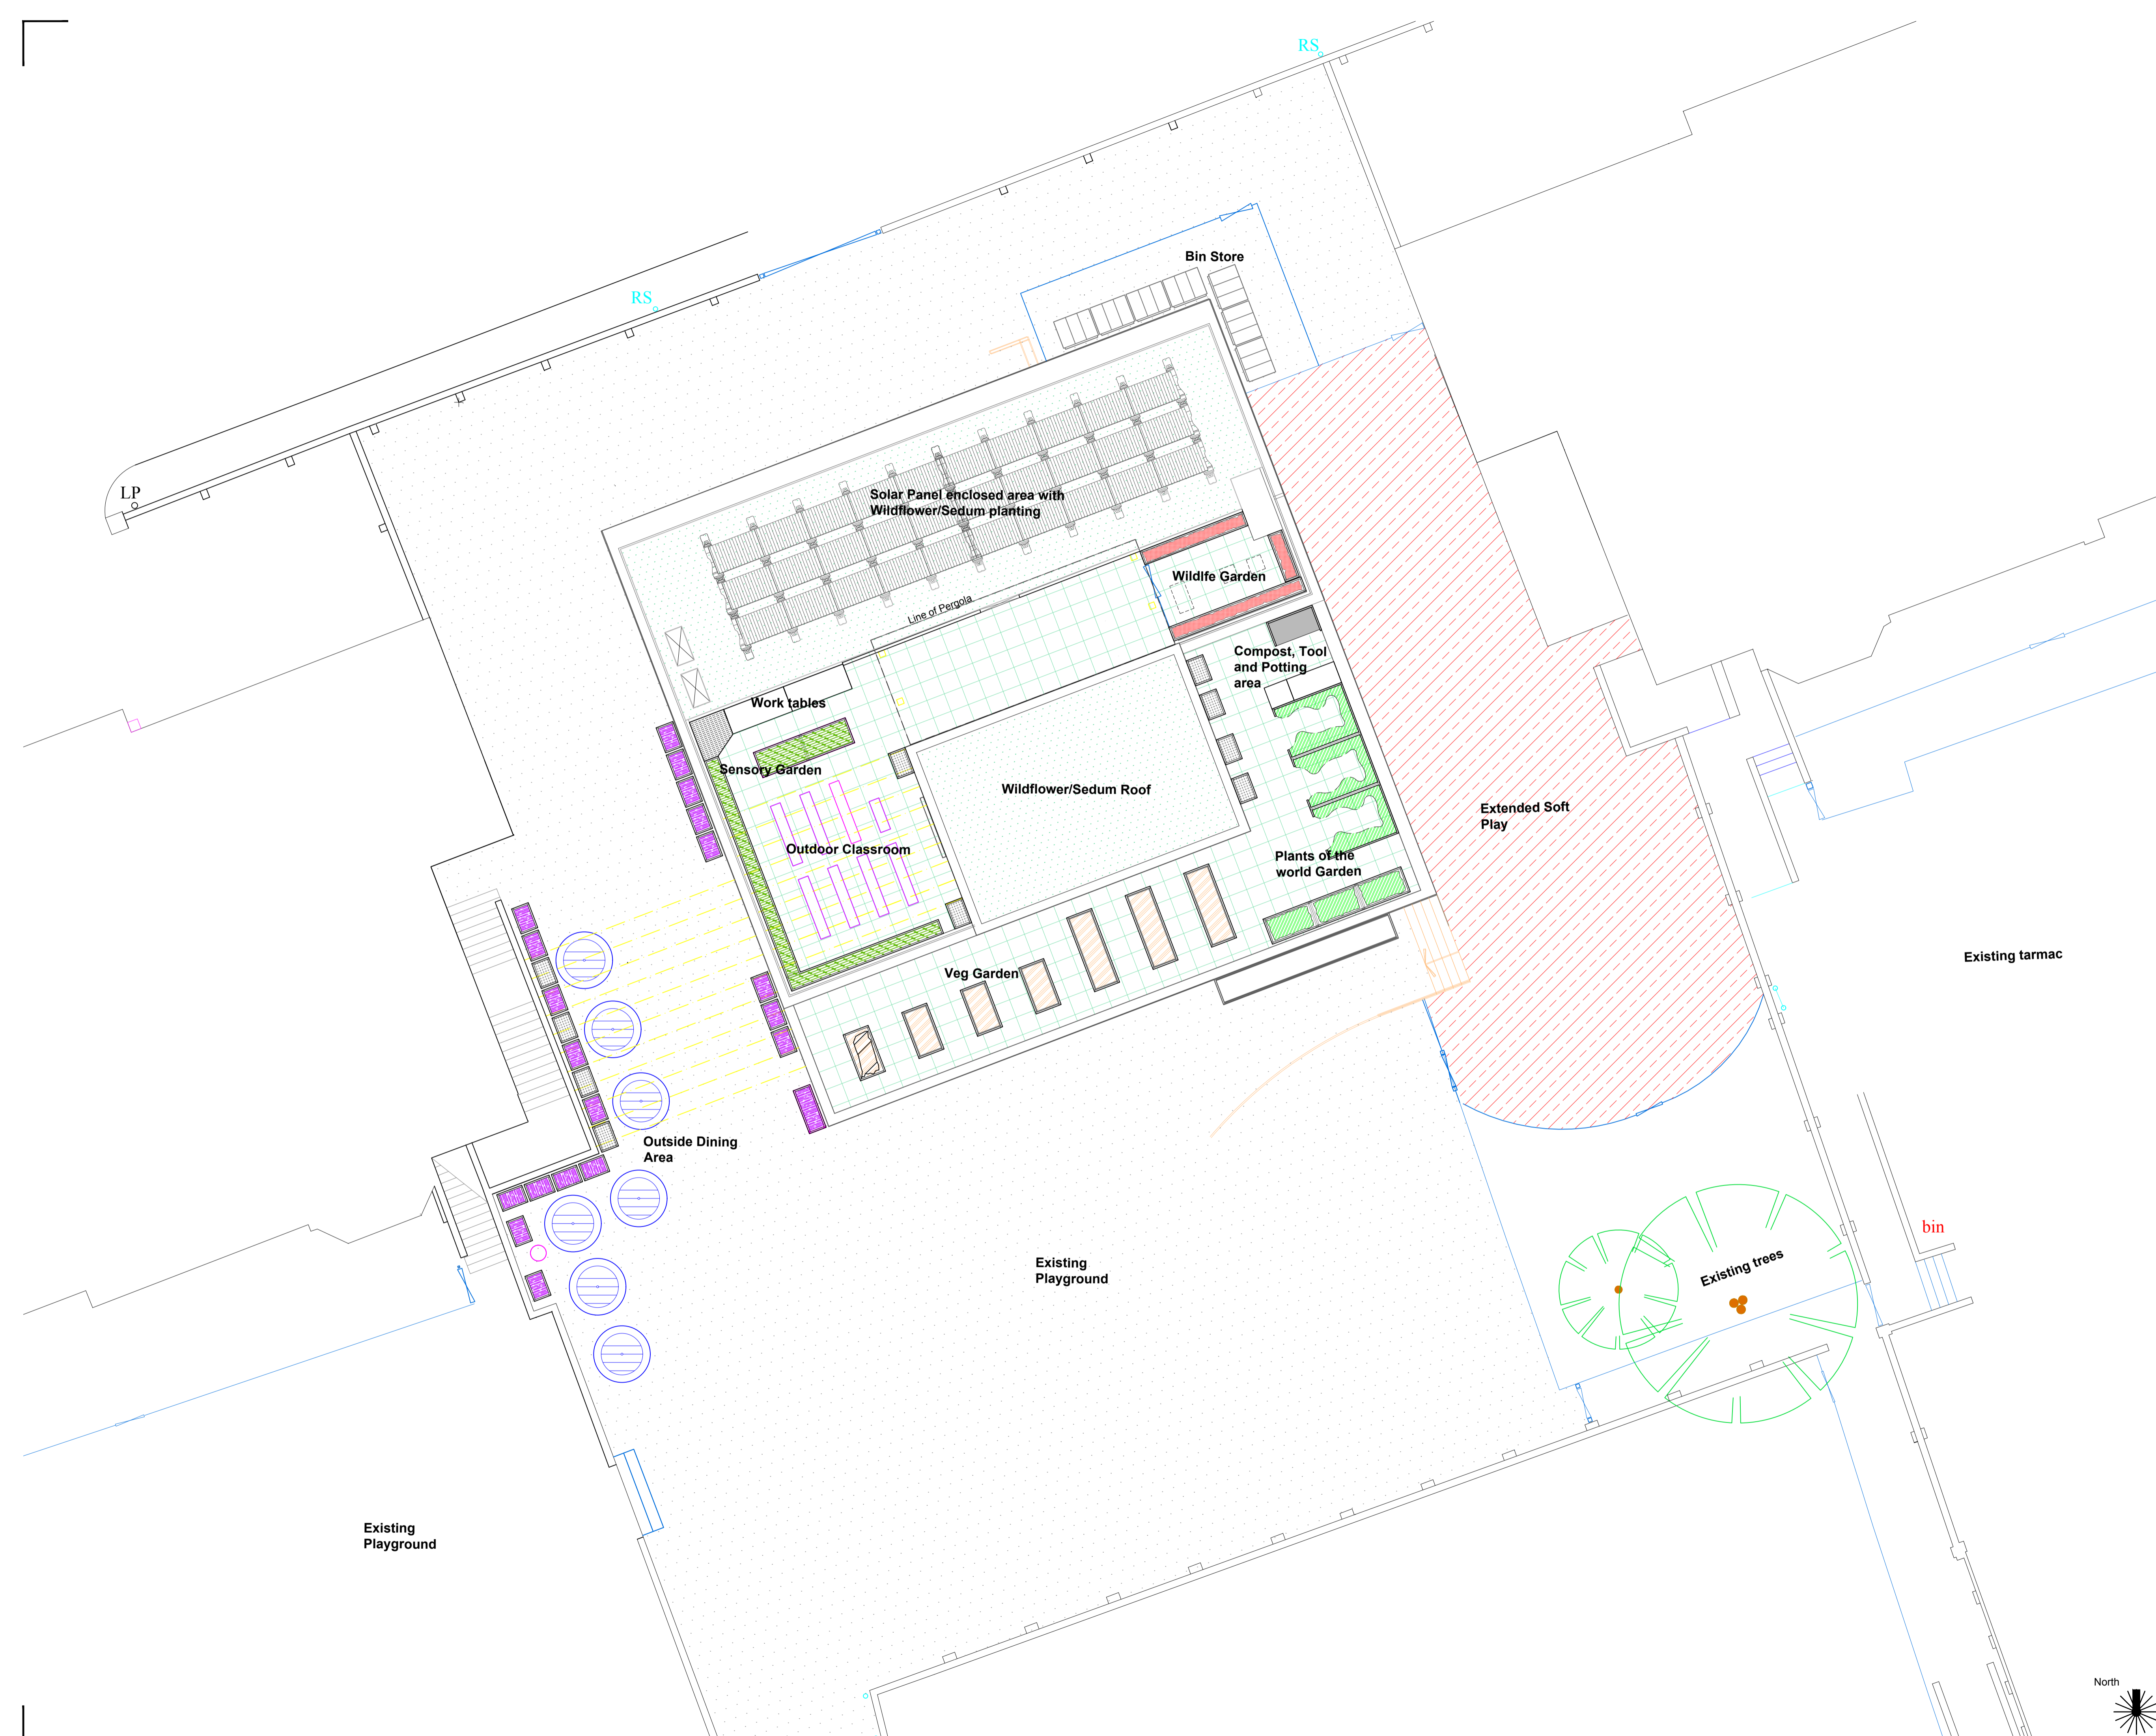 RS
Bin Store
RS
LP
Solar Panel enclosed area with
Wildflower/Sedum planting
Wildlfe Garden
Line of Pergola
Compost, Tool
and Potting
area
Work tables
Sensory Garden
Wildflower/Sedum Roof
Extended Soft
Play
Outdoor Classroom
Plants of the
world Garden
Existing tarmac
Veg Garden
Outside Dining
Area
bin
Existing
Playground
Existing trees
Existing
Playground
North